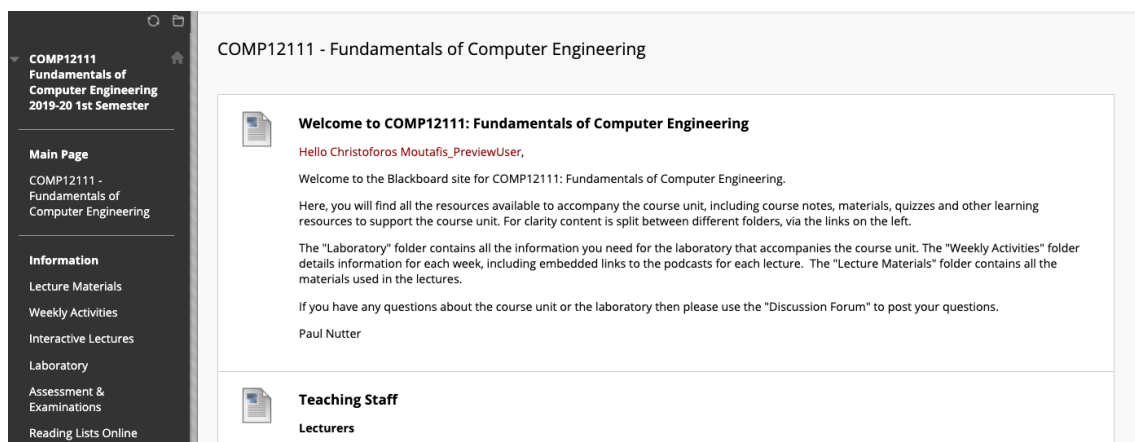 COMP12111
Fundamentals of
Computer Engineering
2019-20 1st Semester
Main Page
COMP12111 -
Fundamentals of
Computer Engineering
Information
Lecture Materials
Weekly Activities
Interactive Lectures
Laboratory
Assessment &
Examinations
Reading Lists Online
COMP12111 - Fundamentals of Computer Engineering
Welcome to COMP12111: Fundamentals of Computer Engineering
Hello Christoforos Moutafis_PreviewUser,
Welcome to the Blackboard site for COMP12111: Fundamentals of Computer Engineering.
Here, you will find all the resources available to accompany the course unit, including course notes, materials, quizzes and other learning
resources to support the course unit. For clarity content is split between different folders, via the links on the left.
The "Laboratory" folder contains all the information you need for the laboratory that accompanies the course unit. The "Weekly Activities" folder
details information for each week, including embedded links to the podcasts for each lecture.  The "Lecture Materials" folder contains all the
materials used in the lectures.
If you have any questions about the course unit or the laboratory then please use the "Discussion Forum" to post your questions.
Paul Nutter
Teaching Staff
Lecturers